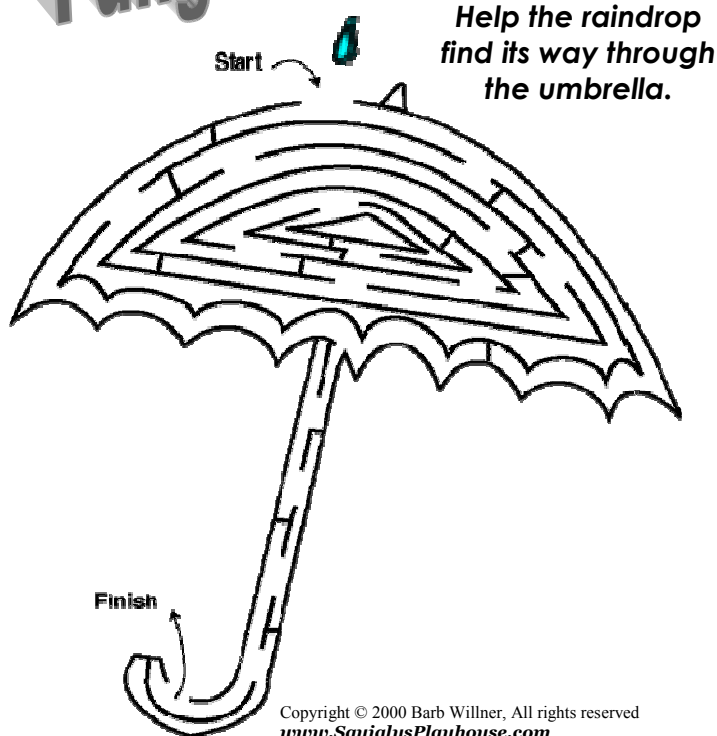 Help the raindrop
find its way through
the umbrella.
Start
Finish
Copyright © 2000 Barb Willner, All rights reserved
www.SquiglysPlayhouse.com